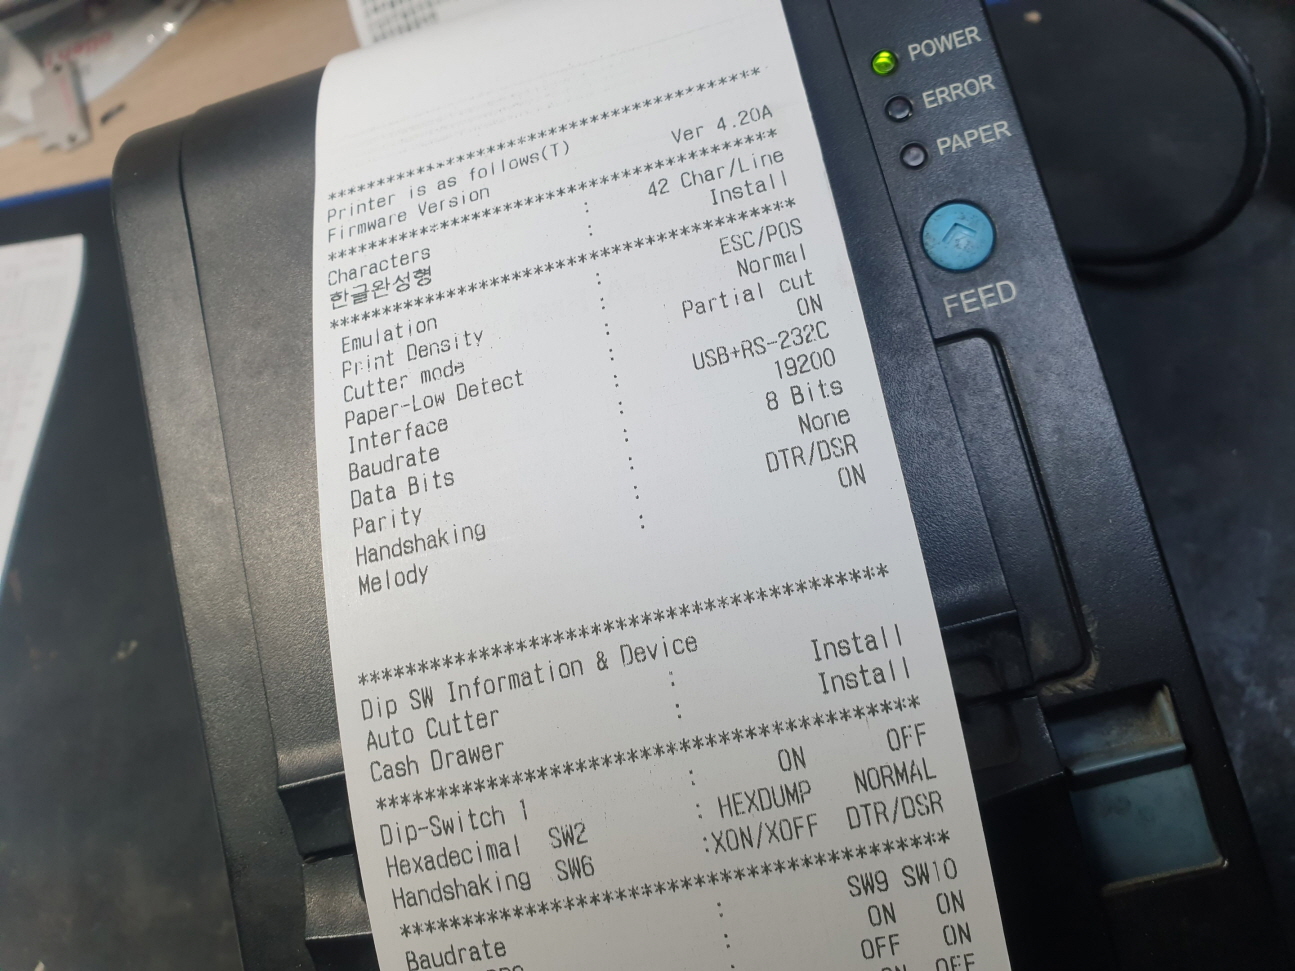 ****************************************
Printer is as follows(T)
Firmware Version Ver 4.20A
****************************************
Characters : 42 Char/Line
한글완성형 : Install
****************************************
Emulation : ESC/POS
Print Density : Normal
Cutter mode : Partial cut
Paper-Low Detect : ON
Interface : USB+RS-232C
Baudrate : 19200
Data Bits : 8 Bits
Parity : None
Handshaking : DTR/DSR
Melody : ON
****************************************
Dip SW Information & Device
Auto Cutter : Install
Cash Drawer : Install
****************************************
Dip-Switch 1 : ON OFF
Hexadecimal SW2 : HEXDUMP NORMAL
Handshaking SW6 :XON/XOFF DTR/DSR
****************************************
Baudrate : SW9 SW10
: ON ON
OFF ON
OFF
POWER
ERROR
PAPER
FEED